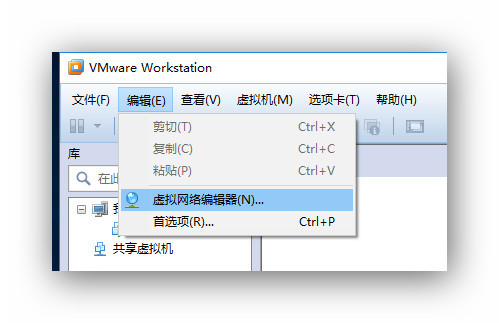 VMware Workstation
文件(F) 编辑(E) 查看(V) 虚拟机(M) 选项卡(T) 帮助(H)
剪切(T) Ctrl+X
复制(C) Ctrl+C
粘贴(P) Ctrl+V
虚拟网络编辑器(N)...
首选项(R)... Ctrl+P
库
在此
共享虚拟机